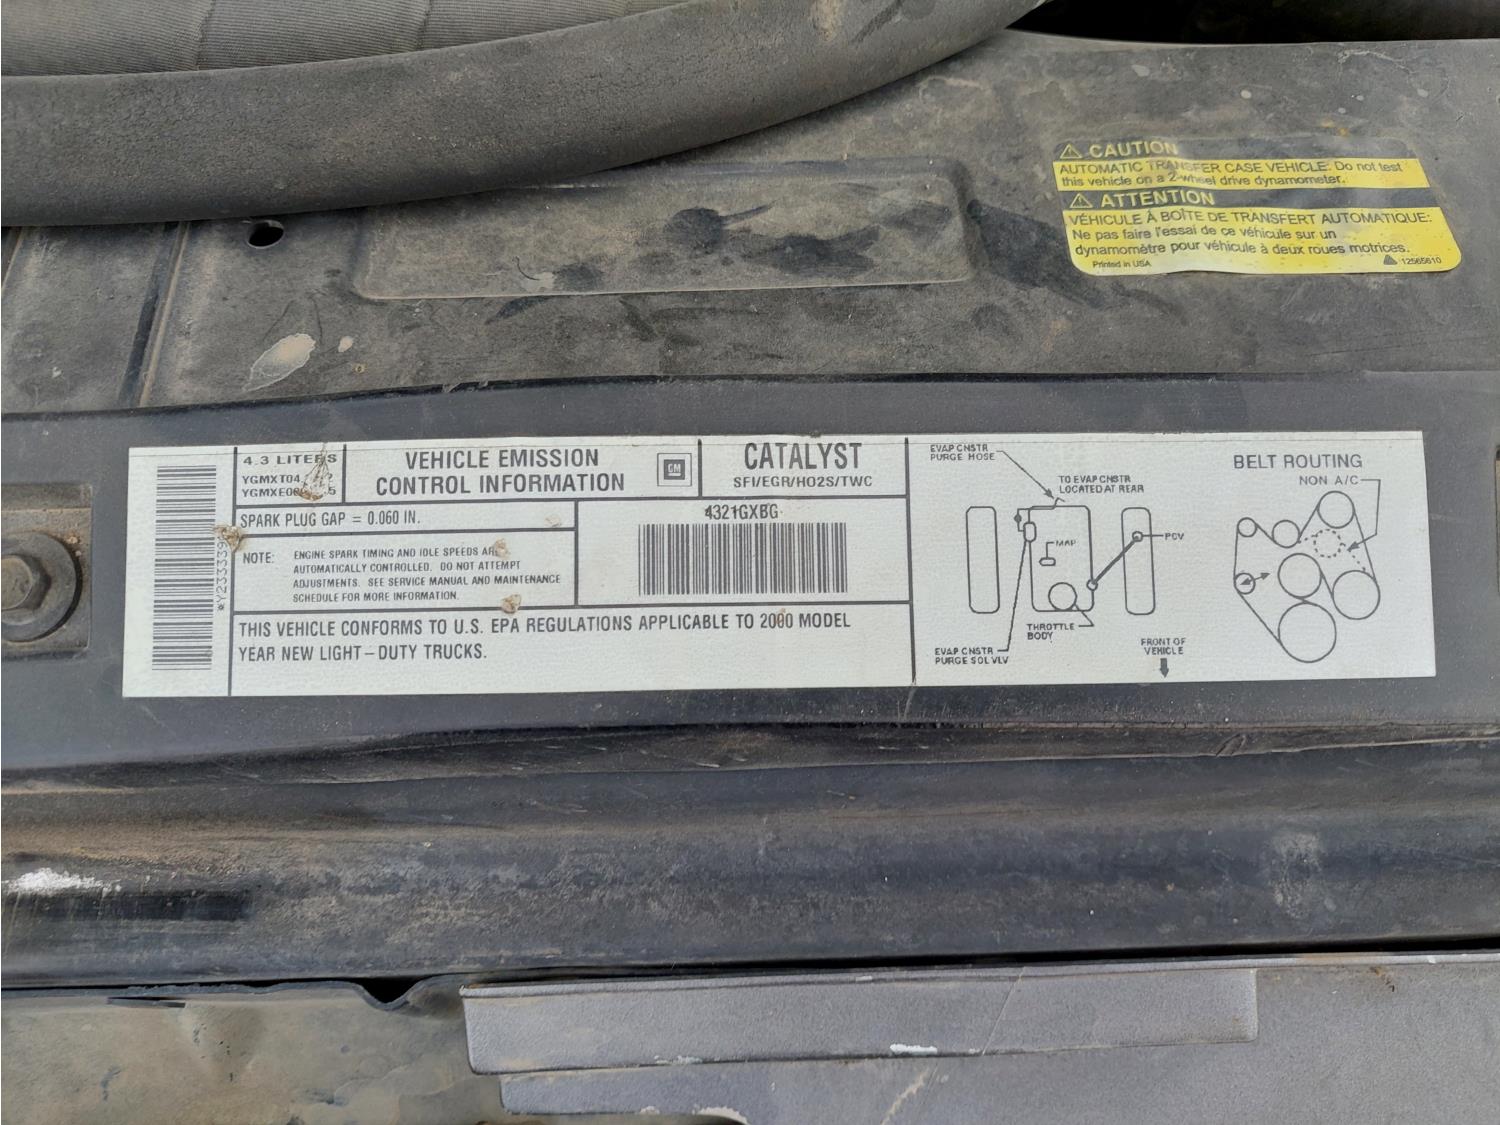 CAUTION
AUTOMATIC TRANSFER CASE VEHICLE: Do not test
this vehicle on a 2-wheel drive dynamometer.
ATTENTION
VÉHICULE À BOÎTE DE TRANSFERT AUTOMATIQUE:
Ne pas faire l'essai de ce véhicule sur un
dynamomètre pour véhicule à deux roues motrices.
Printed in USA
12565610
4.3 LITERS
VEHICLE EMISSION
CONTROL INFORMATION
GM
CATALYST
SFI/EGR/HO2S/TWC
SPARK PLUG GAP = 0.060 IN.
NOTE:
ENGINE SPARK TIMING AND IDLE SPEEDS ARE
AUTOMATICALLY CONTROLLED. DO NOT ATTEMPT
ADJUSTMENTS. SEE SERVICE MANUAL AND MAINTENANCE
SCHEDULE FOR MORE INFORMATION.
4321GXBG
THIS VEHICLE CONFORMS TO U.S. EPA REGULATIONS APPLICABLE TO 2000 MODEL
YEAR NEW LIGHT-DUTY TRUCKS.
EVAP CNSTR
PURGE HOSE
TO EVAP CNSTR
LOCATED AT REAR
MAP
PCV
THROTTLE
BODY
EVAP CNSTR
PURGE SOL VLV
FRONT OF
VEHICLE
BELT ROUTING
NON A/C